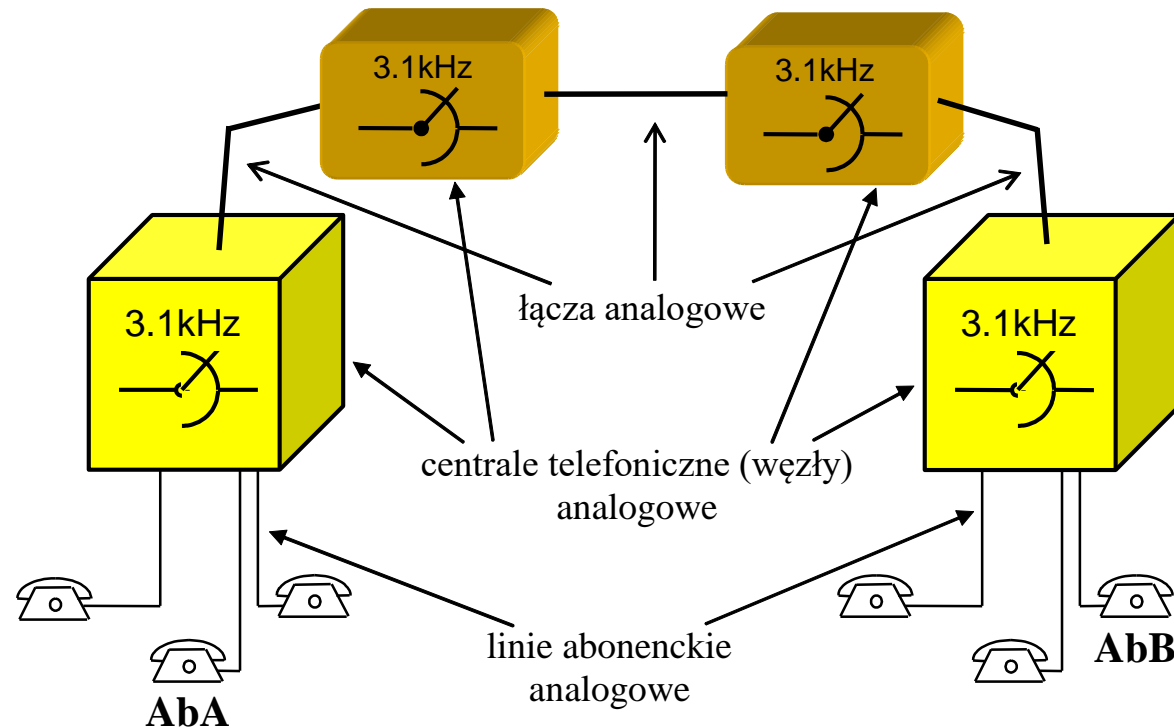 3.1kHz
3.1kHz
łącza analogowe
3.1kHz
3.1kHz
centrale telefoniczne (węzły)
analogowe
linie abonenckie
analogowe
AbA
AbB